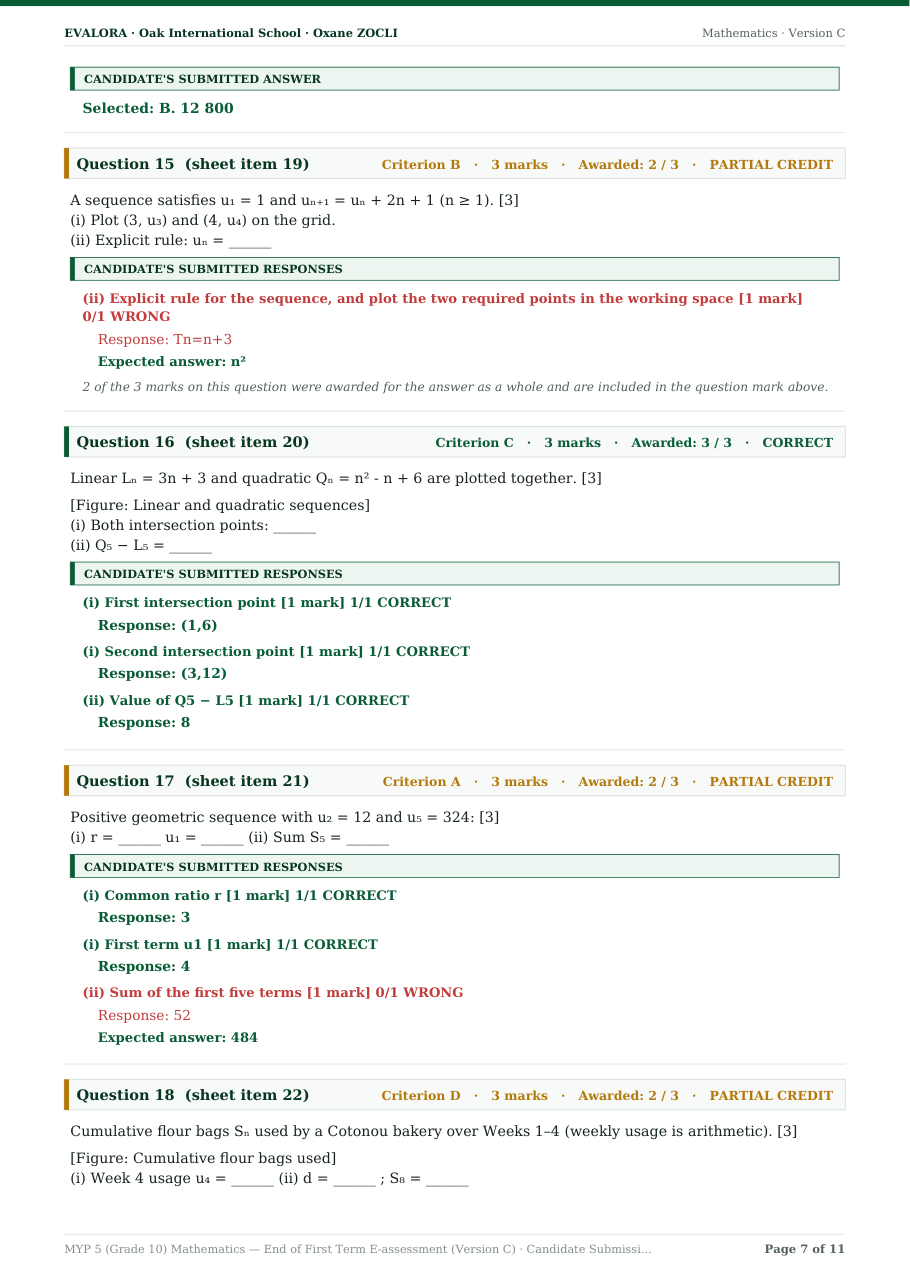 EVALORA · Oak International School · Oxane ZOCLI
Mathematics · Version C
CANDIDATE'S SUBMITTED ANSWER
Selected: B. 12 800
Question 15 (sheet item 19)
Criterion B · 3 marks · Awarded: 2 / 3 · PARTIAL CREDIT
A sequence satisfies u₁ = 1 and uₙ₊₁ = uₙ + 2n + 1 (n ≥ 1). [3]
(i) Plot (3, u₃) and (4, u₄) on the grid.
(ii) Explicit rule: uₙ = ______
CANDIDATE'S SUBMITTED RESPONSES
(ii) Explicit rule for the sequence, and plot the two required points in the working space [1 mark]
0/1 WRONG
Response: Tn=n+3
Expected answer: n²
2 of the 3 marks on this question were awarded for the answer as a whole and are included in the question mark above.
Question 16 (sheet item 20)
Criterion C · 3 marks · Awarded: 3 / 3 · CORRECT
Linear Lₙ = 3n + 3 and quadratic Qₙ = n² - n + 6 are plotted together. [3]
[Figure: Linear and quadratic sequences]
(i) Both intersection points: ______
(ii) Q₅ − L₅ = ______
CANDIDATE'S SUBMITTED RESPONSES
(i) First intersection point [1 mark] 1/1 CORRECT
Response: (1,6)
(i) Second intersection point [1 mark] 1/1 CORRECT
Response: (3,12)
(ii) Value of Q5 − L5 [1 mark] 1/1 CORRECT
Response: 8
Question 17 (sheet item 21)
Criterion A · 3 marks · Awarded: 2 / 3 · PARTIAL CREDIT
Positive geometric sequence with u₂ = 12 and u₅ = 324: [3]
(i) r = ______ u₁ = ______ (ii) Sum S₅ = ______
CANDIDATE'S SUBMITTED RESPONSES
(i) Common ratio r [1 mark] 1/1 CORRECT
Response: 3
(i) First term u1 [1 mark] 1/1 CORRECT
Response: 4
(ii) Sum of the first five terms [1 mark] 0/1 WRONG
Response: 52
Expected answer: 484
Question 18 (sheet item 22)
Criterion D · 3 marks · Awarded: 2 / 3 · PARTIAL CREDIT
Cumulative flour bags Sₙ used by a Cotonou bakery over Weeks 1–4 (weekly usage is arithmetic). [3]
[Figure: Cumulative flour bags used]
(i) Week 4 usage u₄ = ______ (ii) d = ______ ; S₈ = ______
MYP 5 (Grade 10) Mathematics — End of First Term E-assessment (Version C) · Candidate Submissi...
Page 7 of 11